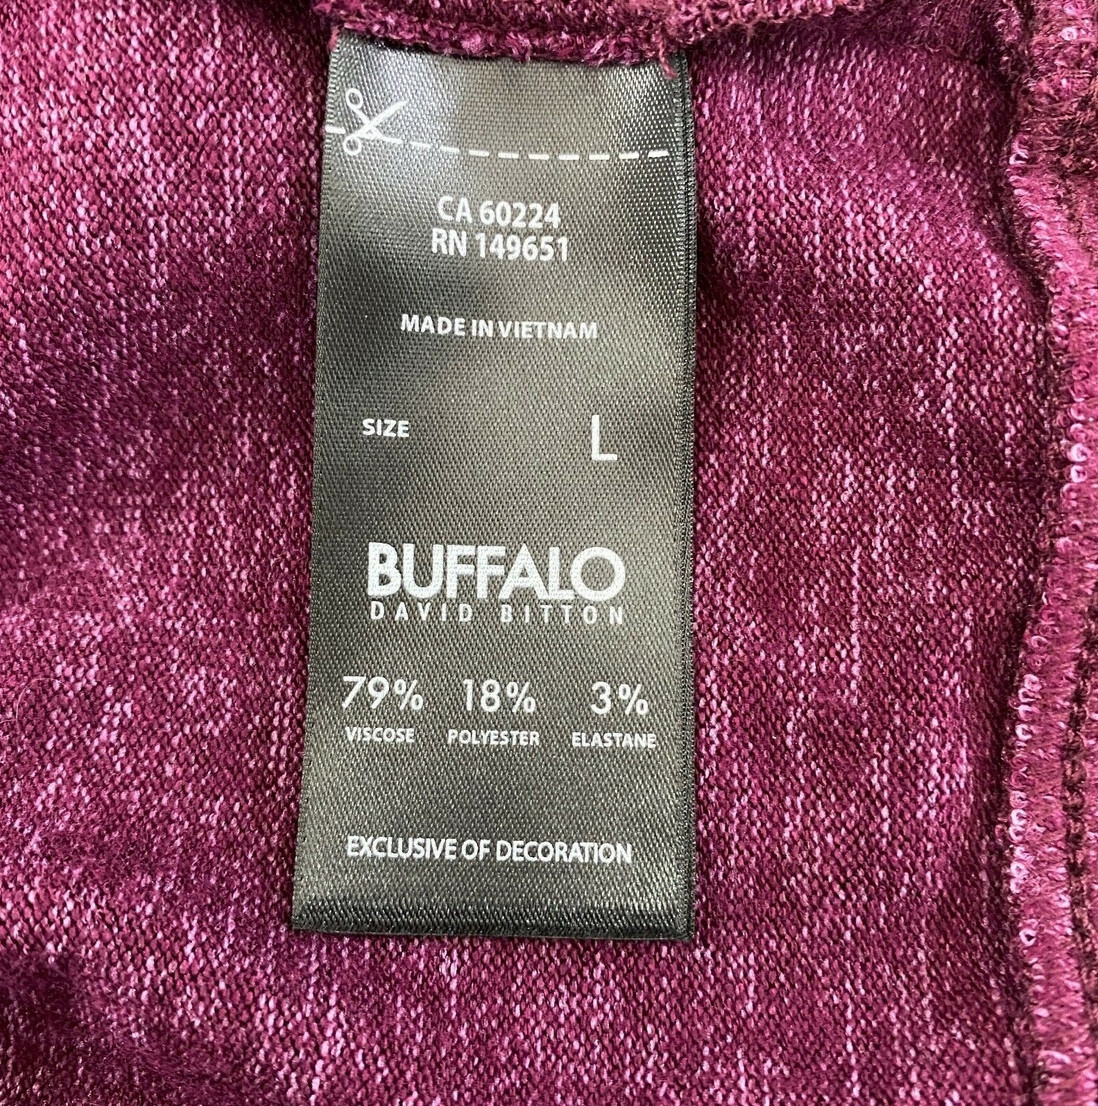 CA 60224
RN 149651
MADE IN VIETNAM
SIZE L
BUFFALO
DAVID BITTON
79% 18% 3%
VISCOSE POLYESTER ELASTANE
EXCLUSIVE OF DECORATION